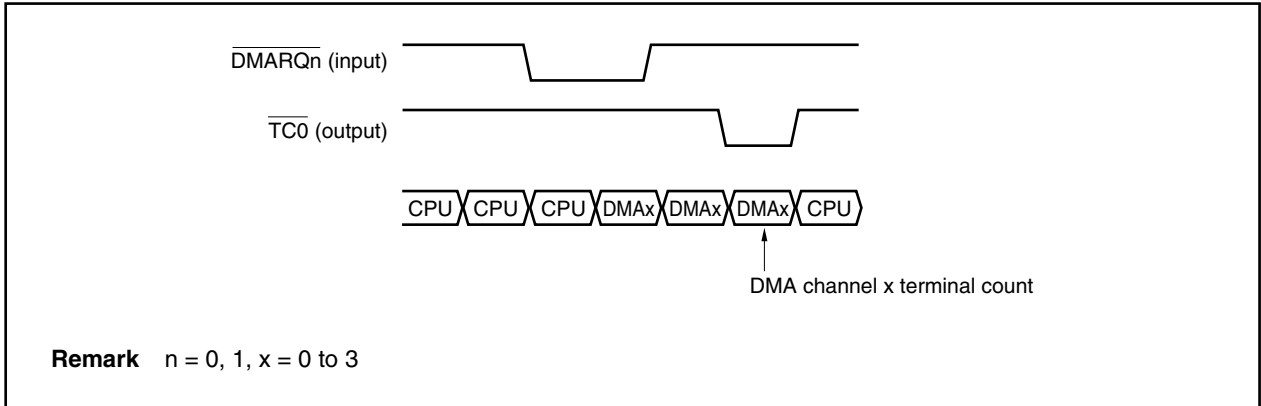 DMARQn (input)
TC0 (output)
CPU CPU CPU DMAx DMAx DMAx CPU
DMA channel x terminal count
Remark n = 0, 1, x = 0 to 3